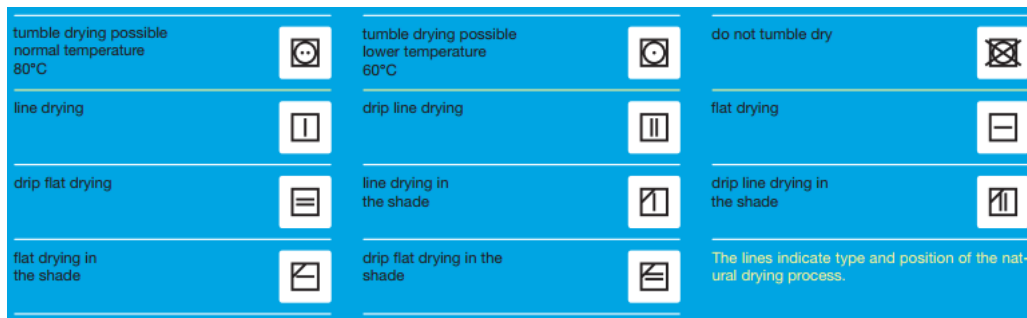 tumble drying possible
normal temperature
80°C
tumble drying possible
lower temperature
60°C
do not tumble dry
line drying
drip line drying
flat drying
drip flat drying
line drying in
the shade
drip line drying in
the shade
flat drying in
the shade
drip flat drying in the
shade
The lines indicate type and position of the nat-
ural drying process.